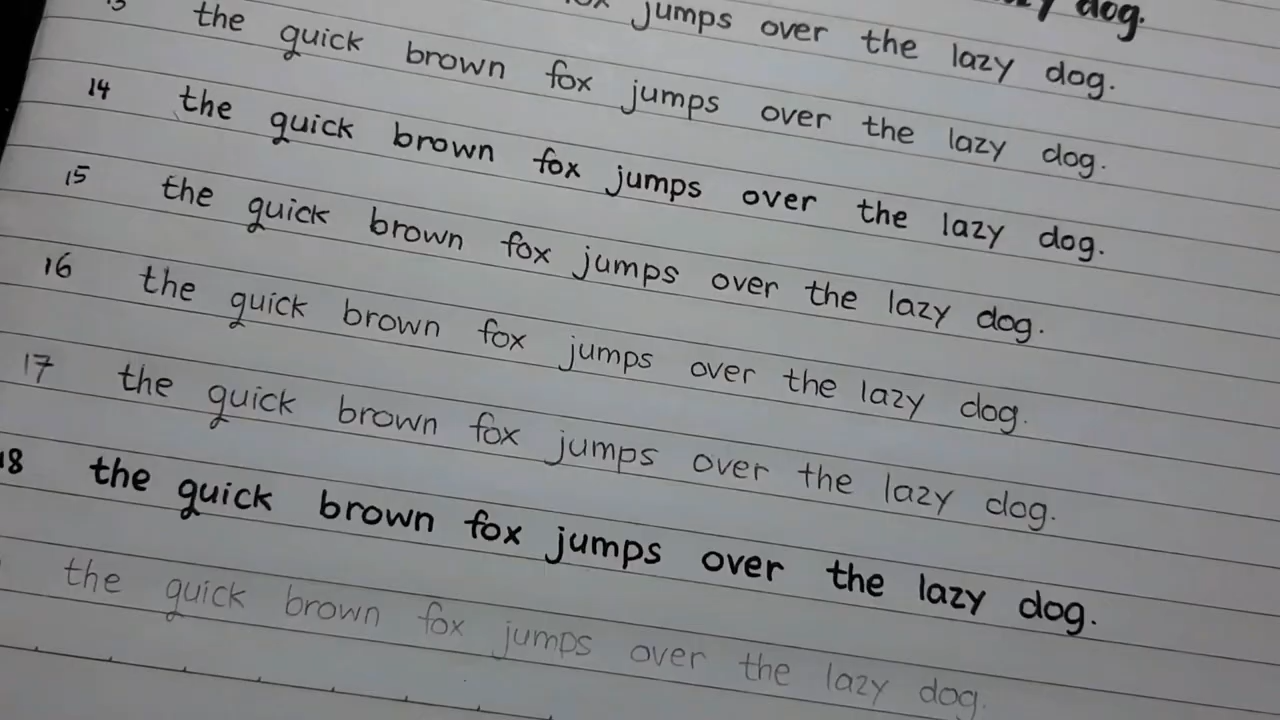 dog.
jumps over the lazy dog.
13 the quick brown fox jumps over the lazy dog.
14 the quick brown fox jumps over the lazy dog.
15 the quick brown fox jumps over the lazy dog.
16 the quick brown fox jumps over the lazy dog.
17 the quick brown fox jumps over the lazy dog.
18 the quick brown fox jumps over the lazy dog.
the quick brown fox jumps over the lazy dog.